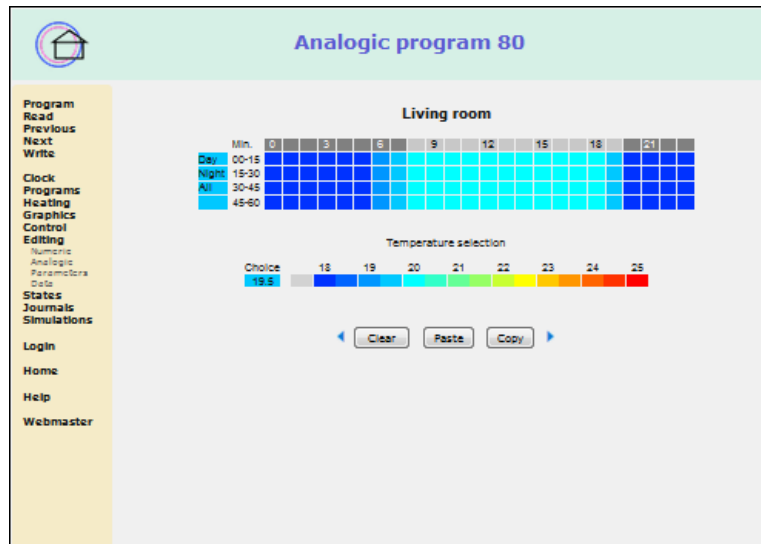 Analogic program 80
Program
Read
Previous
Next
Write
Clock
Programs
Heating
Graphics
Control
Editing
Numeric
Analogic
Parameters
Data
States
Journals
Simulations
Login
Home
Help
Webmaster
Living room
Min. 0 3 6 9 12 15 18 21
Day 00-15
Night 15-30
All 30-45
45-60
Temperature selection
Choice 18 19 20 21 22 23 24 25
19.5
Clear Paste Copy